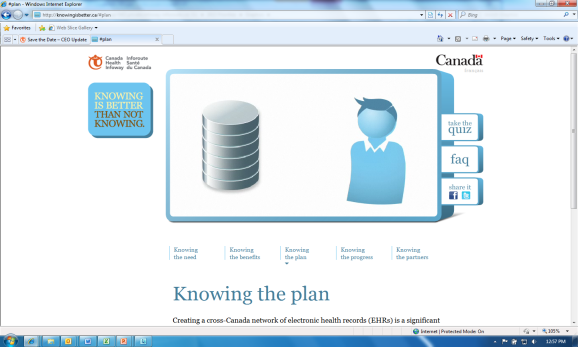 #plan - Windows Internet Explorer
http://knowingisbetter.ca/#plan
Bing
Favorites
Web Slice Gallery
Save the Date – CEO Update
#plan
Page
Safety
Tools
Canada Health Infoway
Inforoute Santé du Canada
Canada
KNOWING
IS BETTER
THAN NOT
KNOWING.
take the
quiz
faq
share it
Knowing
the need
Knowing
the benefits
Knowing
the plan
Knowing
the progress
Knowing
the partners
Knowing the plan
Creating a cross-Canada network of electronic health records (EHRs) is a significant
Internet | Protected Mode: On
105%
12:57 PM